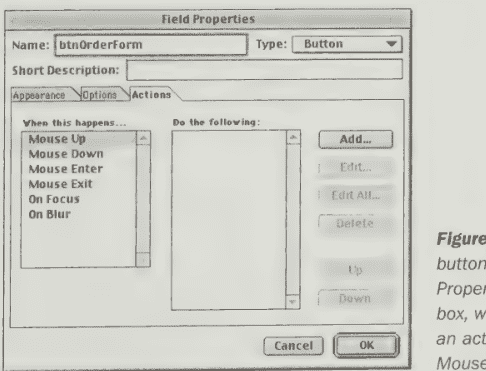 Field Properties
Name: btnOrderForm Type: Button
Short Description:
Appearance Options Actions
When this happens... Do the following:
Mouse Up
Mouse Down
Mouse Enter
Mouse Exit
On Focus
On Blur
Add...
Edit...
Edit All...
Delete
Up
Down
Cancel OK
Figure
button
Proper
box, w
an act
Mouse